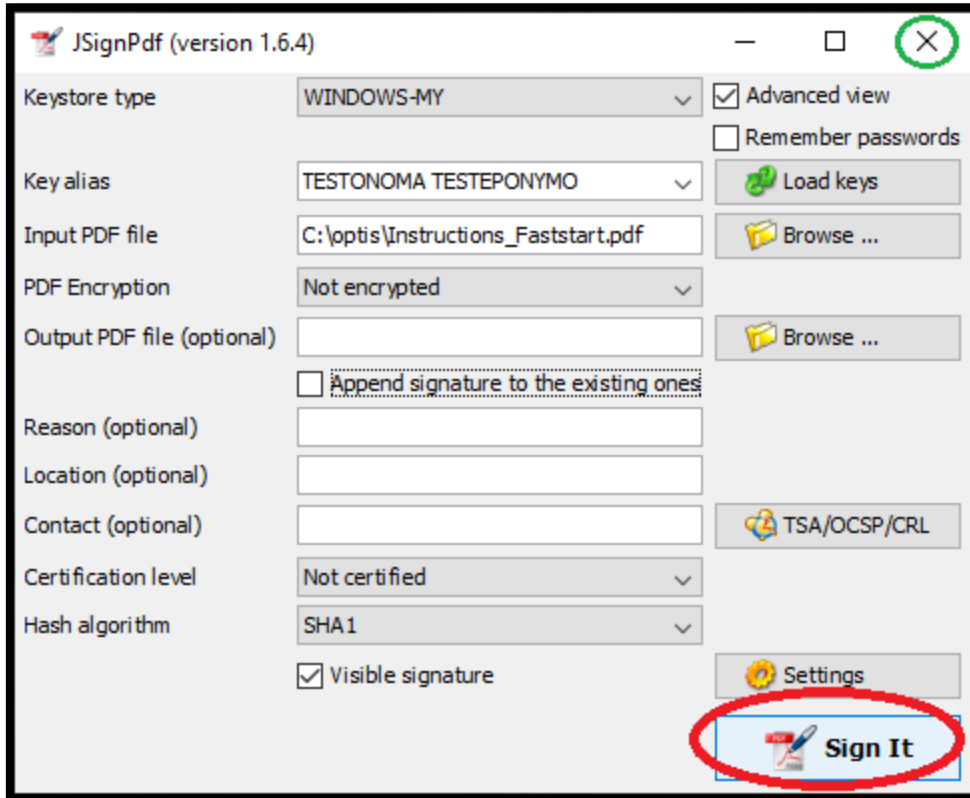 JSignPdf (version 1.6.4)
Keystore type WINDOWS-MY Advanced view
Remember passwords
Key alias TESTONOMA TESTEPONYMO Load keys
Input PDF file C:\optis\Instructions_Faststart.pdf Browse ...
PDF Encryption Not encrypted
Output PDF file (optional) Browse ...
Append signature to the existing ones
Reason (optional)
Location (optional)
Contact (optional) TSA/OCSP/CRL
Certification level Not certified
Hash algorithm SHA1
Visible signature Settings
Sign It